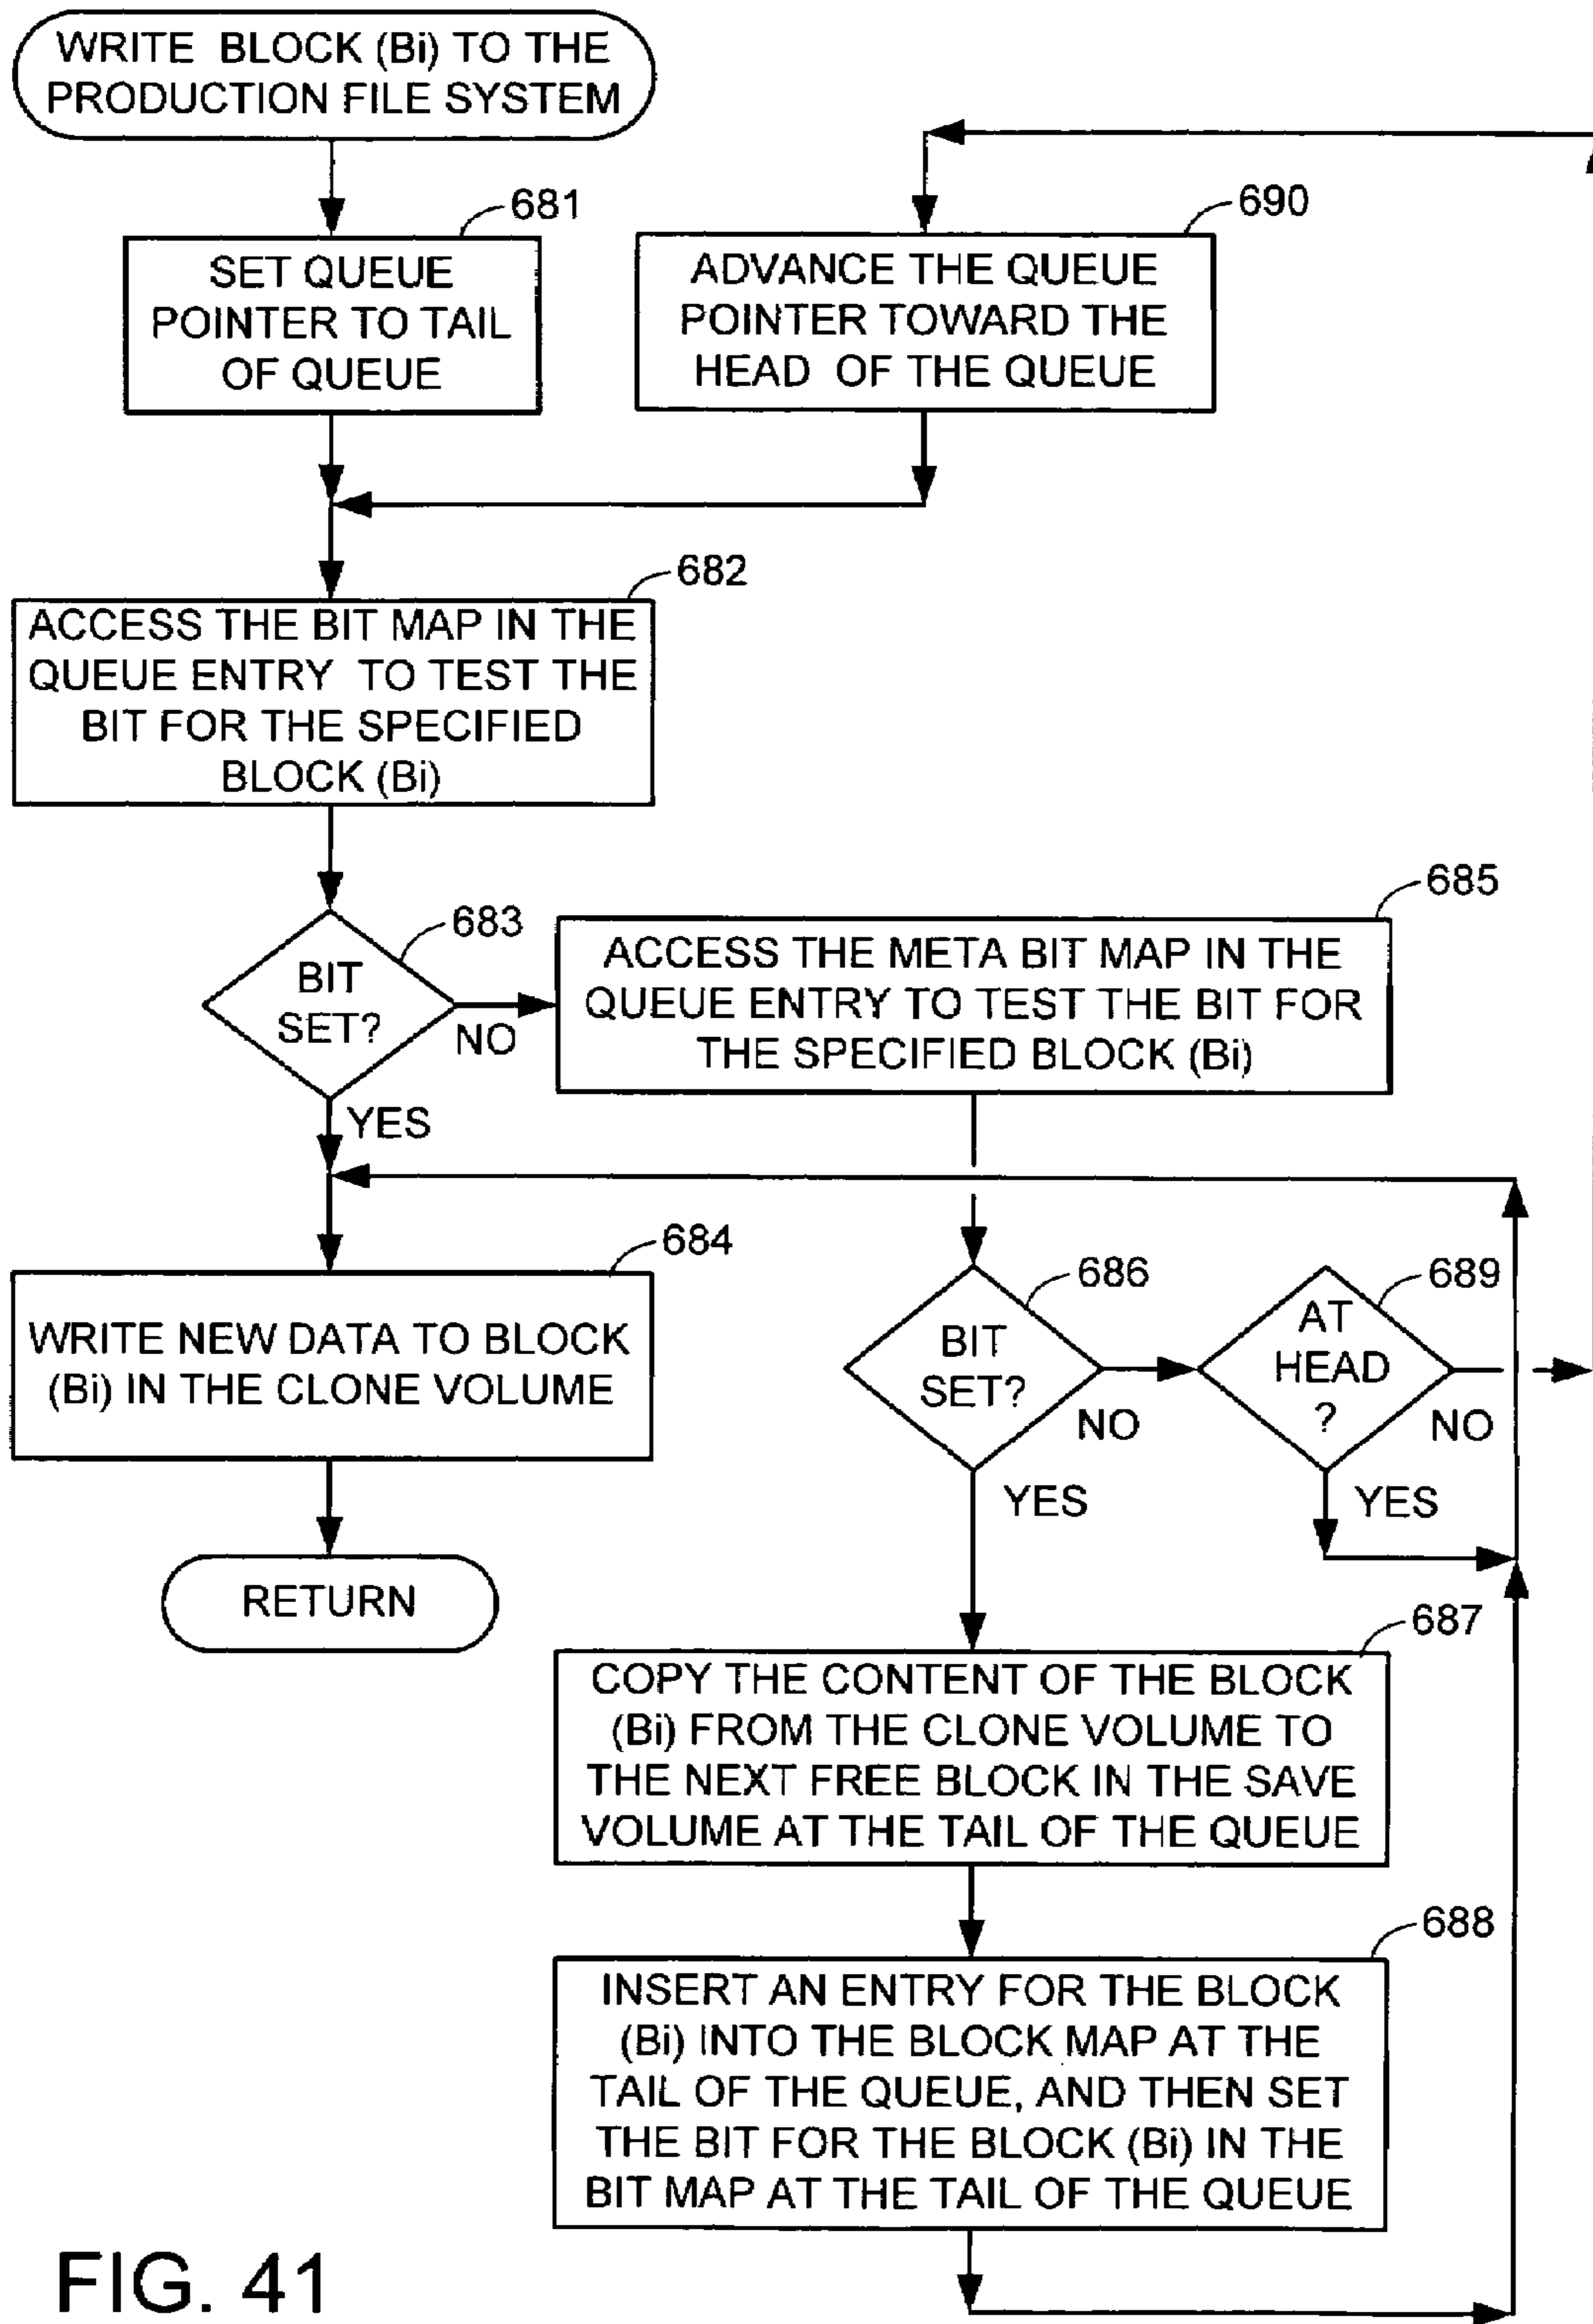 WRITE BLOCK (Bi) TO THE
PRODUCTION FILE SYSTEM
681
SET QUEUE
POINTER TO TAIL
OF QUEUE
690
ADVANCE THE QUEUE
POINTER TOWARD THE
HEAD OF THE QUEUE
682
ACCESS THE BIT MAP IN THE
QUEUE ENTRY TO TEST THE
BIT FOR THE SPECIFIED
BLOCK (Bi)
683
BIT
SET?
NO
YES
685
ACCESS THE META BIT MAP IN THE
QUEUE ENTRY TO TEST THE BIT FOR
THE SPECIFIED BLOCK (Bi)
684
WRITE NEW DATA TO BLOCK
(Bi) IN THE CLONE VOLUME
RETURN
686
BIT
SET?
NO
YES
689
AT
HEAD
?
NO
YES
687
COPY THE CONTENT OF THE BLOCK
(Bi) FROM THE CLONE VOLUME TO
THE NEXT FREE BLOCK IN THE SAVE
VOLUME AT THE TAIL OF THE QUEUE
688
INSERT AN ENTRY FOR THE BLOCK
(Bi) INTO THE BLOCK MAP AT THE
TAIL OF THE QUEUE, AND THEN SET
THE BIT FOR THE BLOCK (Bi) IN THE
BIT MAP AT THE TAIL OF THE QUEUE
FIG. 41